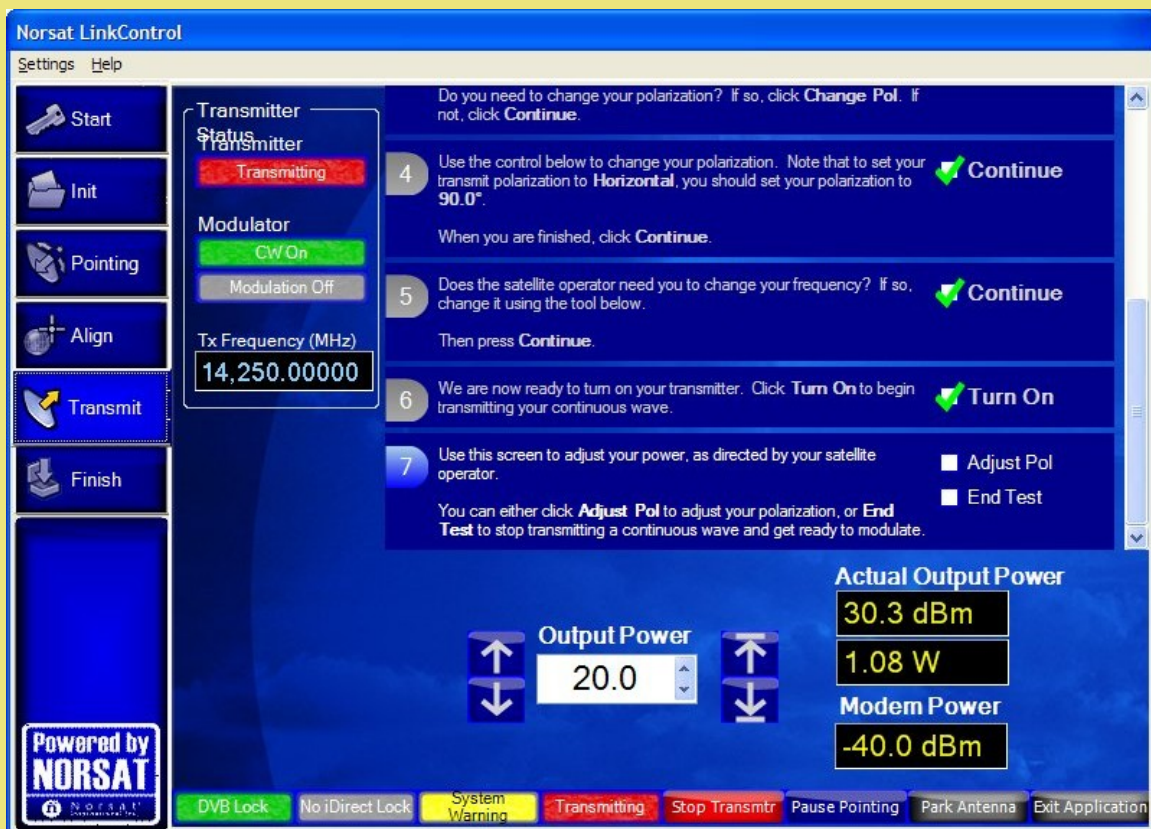 Norsat LinkControl
Settings Help
Start
Init
Pointing
Align
Transmit
Finish
Powered by
NORSAT
Norsat
Transmitter
Status
Transmitter
Transmitting
Modulator
CW On
Modulation Off
Tx Frequency (MHz)
14,250.00000
Do you need to change your polarization? If so, click Change Pol. If
not, click Continue.
4
Use the control below to change your polarization. Note that to set your
transmit polarization to Horizontal, you should set your polarization to
90.0°.
When you are finished, click Continue.
Continue
5
Does the satellite operator need you to change your frequency? If so,
change it using the tool below.
Then press Continue.
Continue
6
We are now ready to turn on your transmitter. Click Turn On to begin
transmitting your continuous wave.
Turn On
7
Use this screen to adjust your power, as directed by your satellite
operator.
You can either click Adjust Pol to adjust your polarization, or End
Test to stop transmitting a continuous wave and get ready to modulate.
Adjust Pol
End Test
Output Power
20.0
Actual Output Power
30.3 dBm
1.08 W
Modem Power
-40.0 dBm
DVB Lock
No iDirect Lock
System
Warning
Transmitting
Stop Transmtr
Pause Pointing
Park Antenna
Exit Application